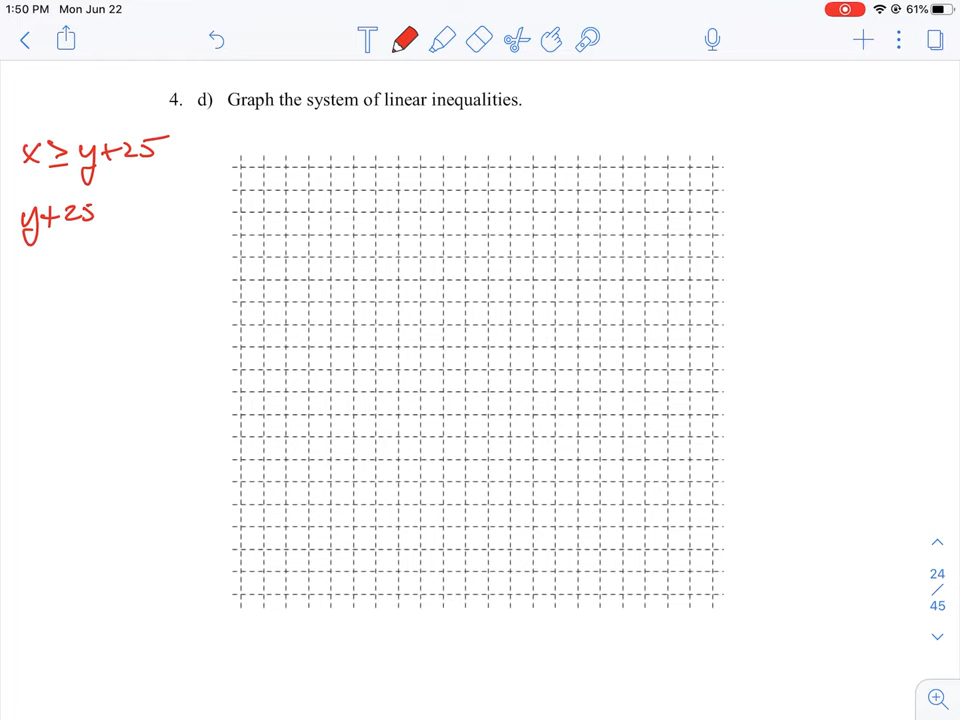 1:50 PM Mon Jun 22
61%
T
4. d) Graph the system of linear inequalities.
x ≥ y+25
y+25
24
/
45